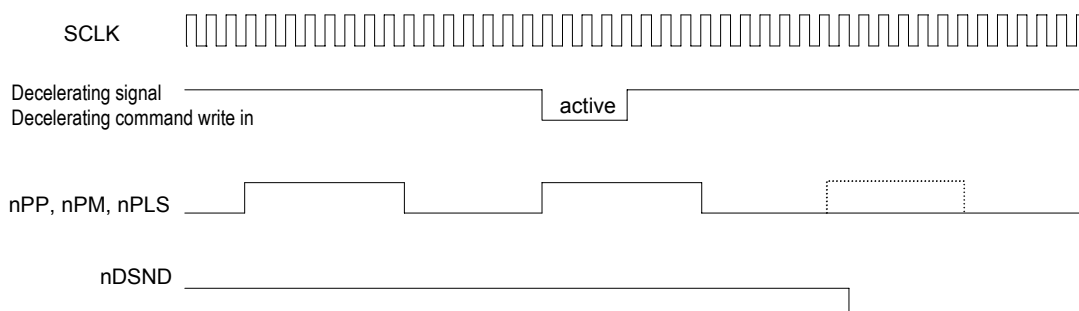 SCLK
Decelerating signal
Decelerating command write in
active
nPP, nPM, nPLS
nDSND